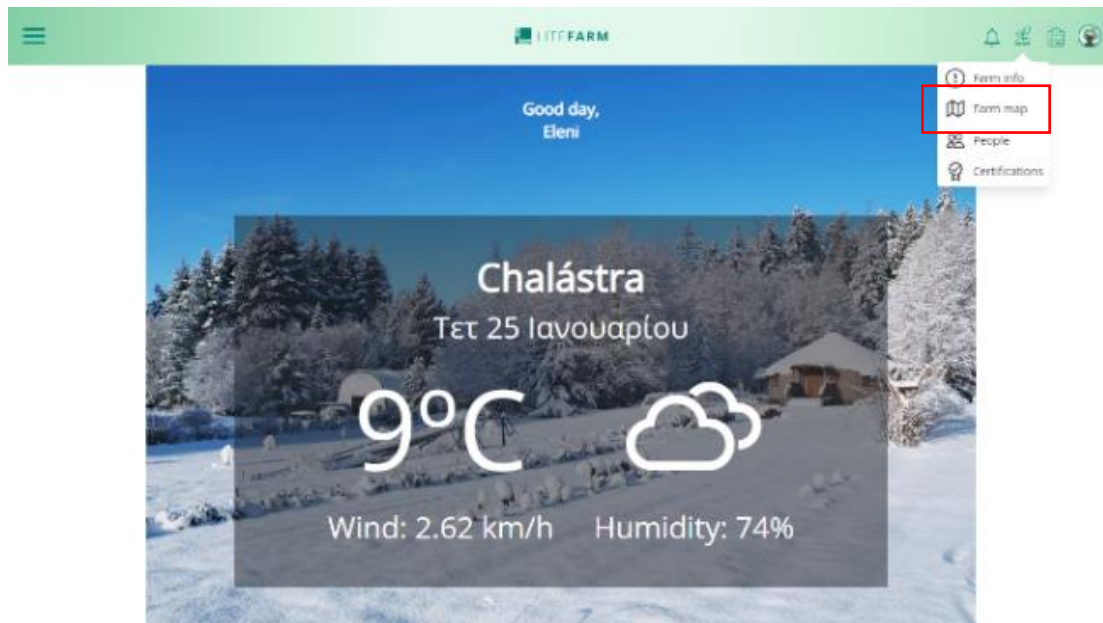 LITEFARM
Farm info
Farm map
People
Certifications
Good day,
Eleni
Chalástra
Τετ 25 Ιανουαρίου
9°C
Wind: 2.62 km/h Humidity: 74%